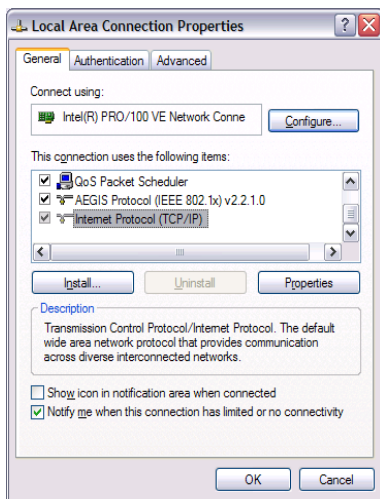 Local Area Connection Properties
General Authentication Advanced
Connect using:
Intel(R) PRO/100 VE Network Conne
Configure...
This connection uses the following items:
QoS Packet Scheduler
AEGIS Protocol (IEEE 802.1x) v2.2.1.0
Internet Protocol (TCP/IP)
Install... Uninstall Properties
Description
Transmission Control Protocol/Internet Protocol. The default
wide area network protocol that provides communication
across diverse interconnected networks.
Show icon in notification area when connected
Notify me when this connection has limited or no connectivity
OK Cancel